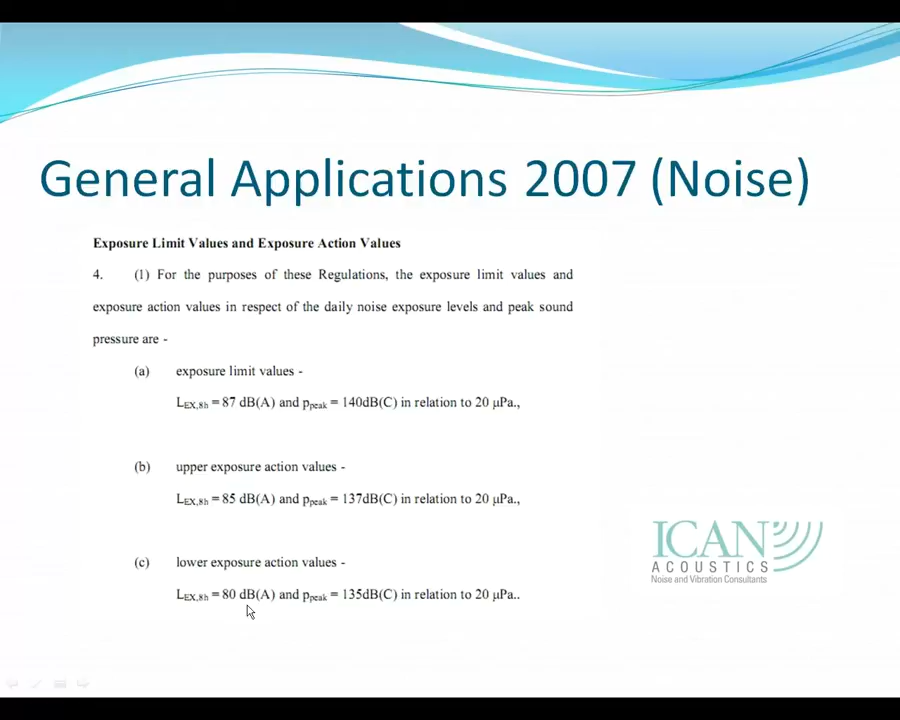 General Applications 2007 (Noise)
Exposure Limit Values and Exposure Action Values
4. (1) For the purposes of these Regulations, the exposure limit values and
exposure action values in respect of the daily noise exposure levels and peak sound
pressure are -
(a) exposure limit values -
LEX,8h = 87 dB(A) and ppeak = 140dB(C) in relation to 20 µPa.,
(b) upper exposure action values -
LEX,8h = 85 dB(A) and ppeak = 137dB(C) in relation to 20 µPa.,
(c) lower exposure action values -
LEX,8h = 80 dB(A) and ppeak = 135dB(C) in relation to 20 µPa..
ICAN
ACOUSTICS
Noise and Vibration Consultants